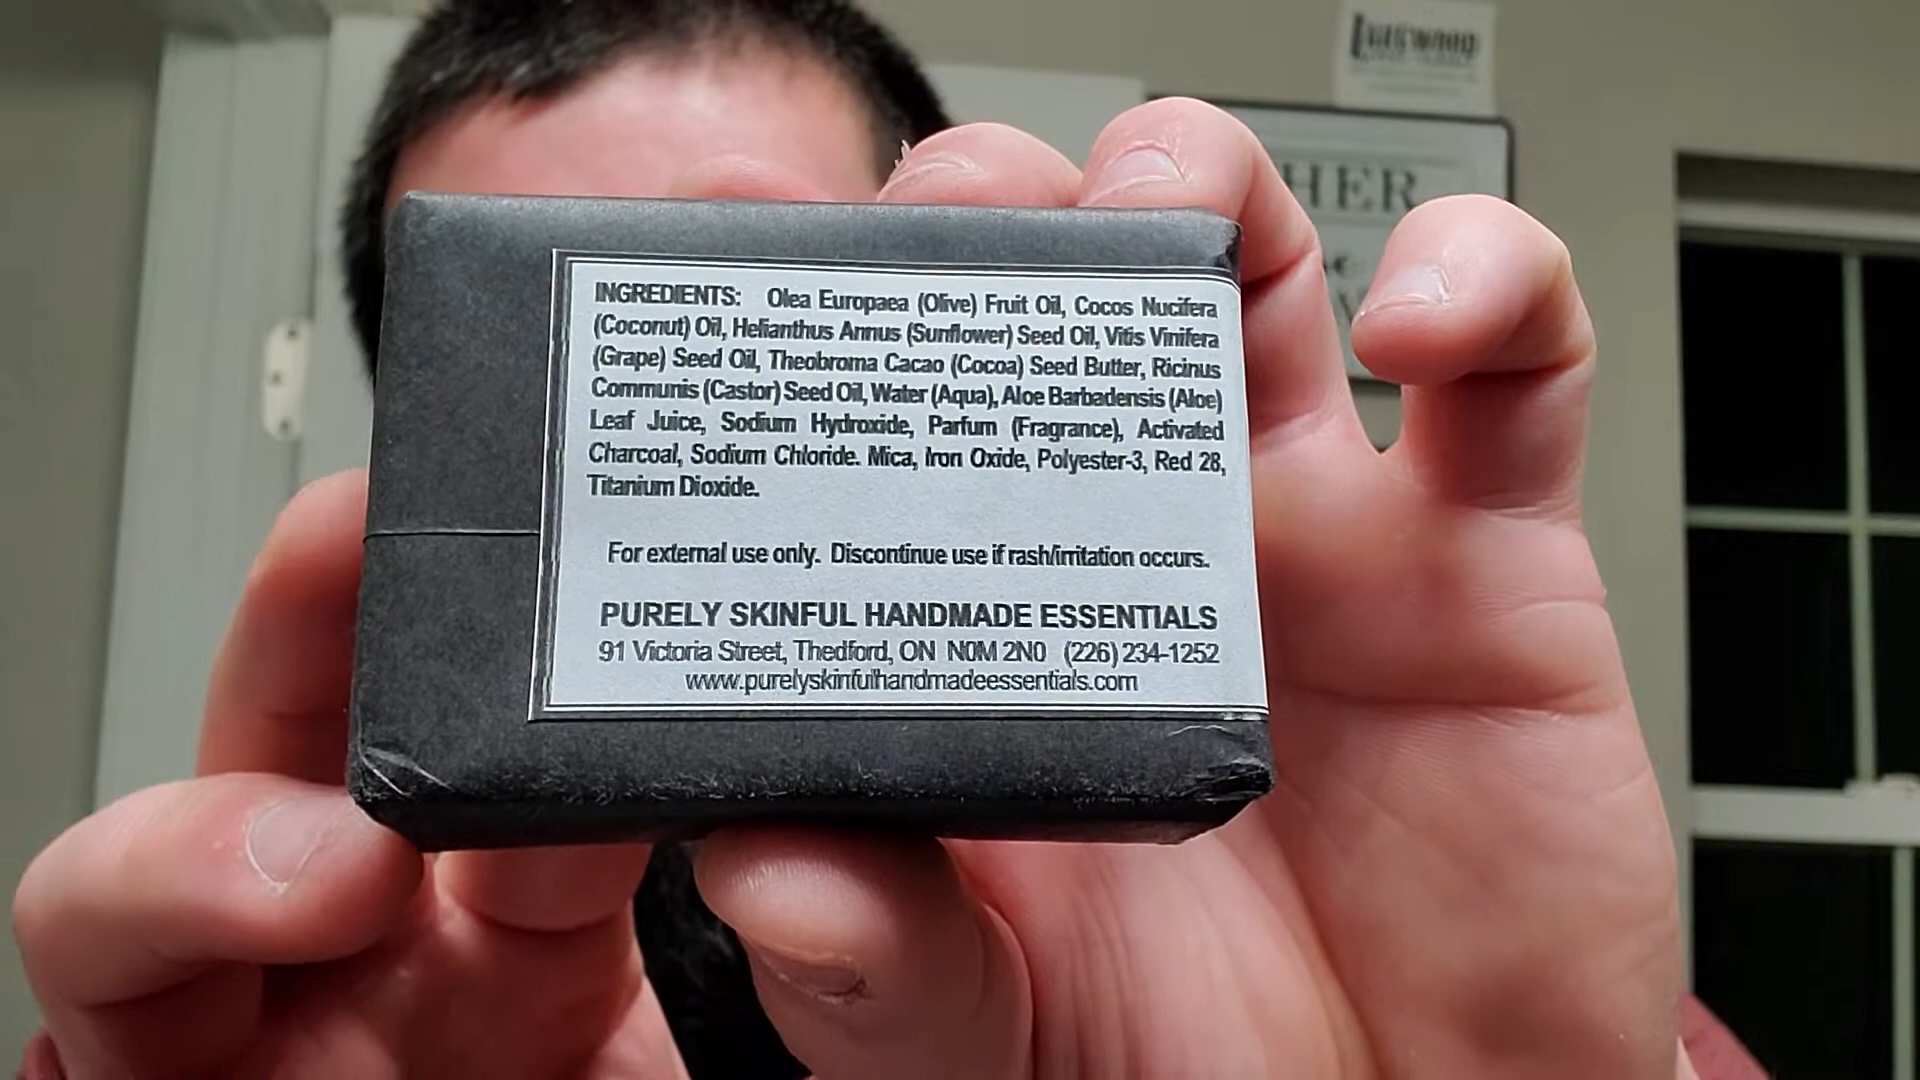 INGREDIENTS: Olea Europaea (Olive) Fruit Oil, Cocos Nucifera
(Coconut) Oil, Helianthus Annus (Sunflower) Seed Oil, Vitis Vinifera
(Grape) Seed Oil, Theobroma Cacao (Cocoa) Seed Butter, Ricinus
Communis (Castor) Seed Oil, Water (Aqua), Aloe Barbadensis (Aloe)
Leaf Juice, Sodium Hydroxide, Parfum (Fragrance), Activated
Charcoal, Sodium Chloride. Mica, Iron Oxide, Polyester-3, Red 28,
Titanium Dioxide.
For external use only. Discontinue use if rash/irritation occurs.
PURELY SKINFUL HANDMADE ESSENTIALS
91 Victoria Street, Thedford, ON N0M 2N0 (226) 234-1252
www.purelyskinfulhandmadeessentials.com
HER